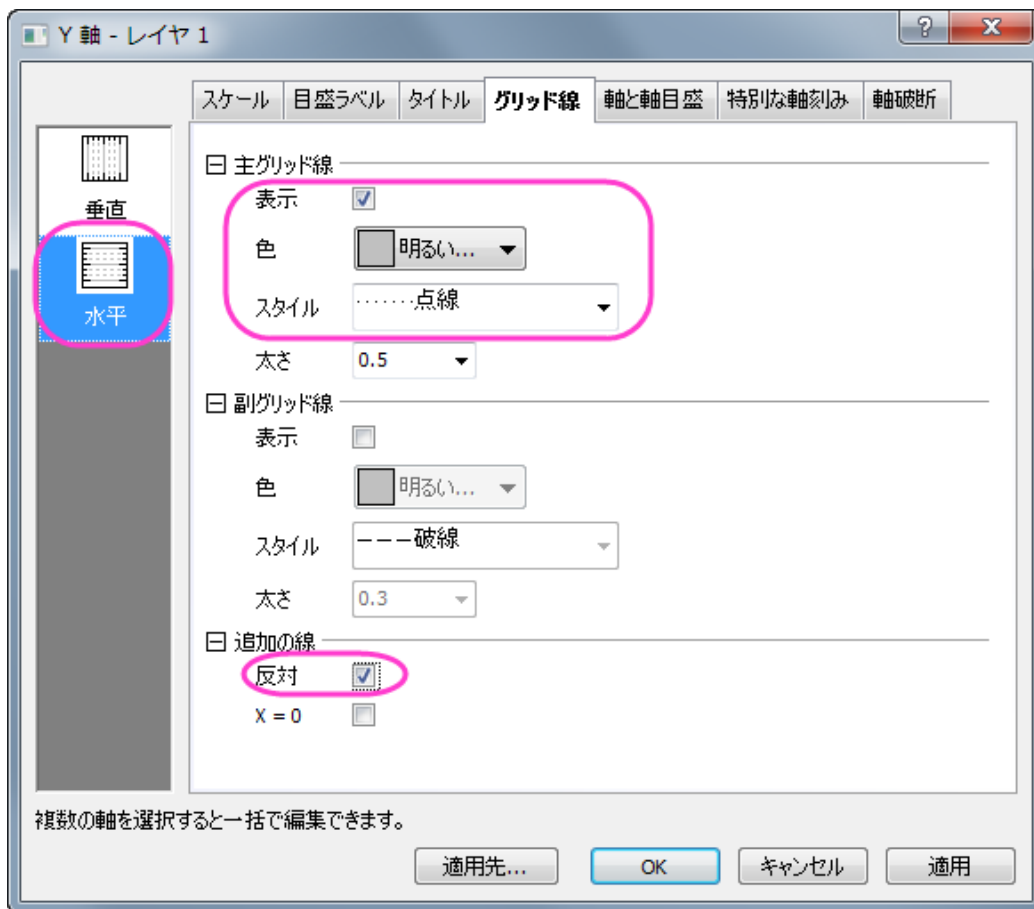 Y 軸 - レイヤ 1
スケール 目盛ラベル タイトル グリッド線 軸と軸目盛 特別な軸刻み 軸破断
垂直
水平
主グリッド線
表示
色 明るい...
スタイル ·······点線
太さ 0.5
副グリッド線
表示
色 明るい...
スタイル ---破線
太さ 0.3
追加の線
反対
X = 0
複数の軸を選択すると一括で編集できます。
適用先... OK キャンセル 適用